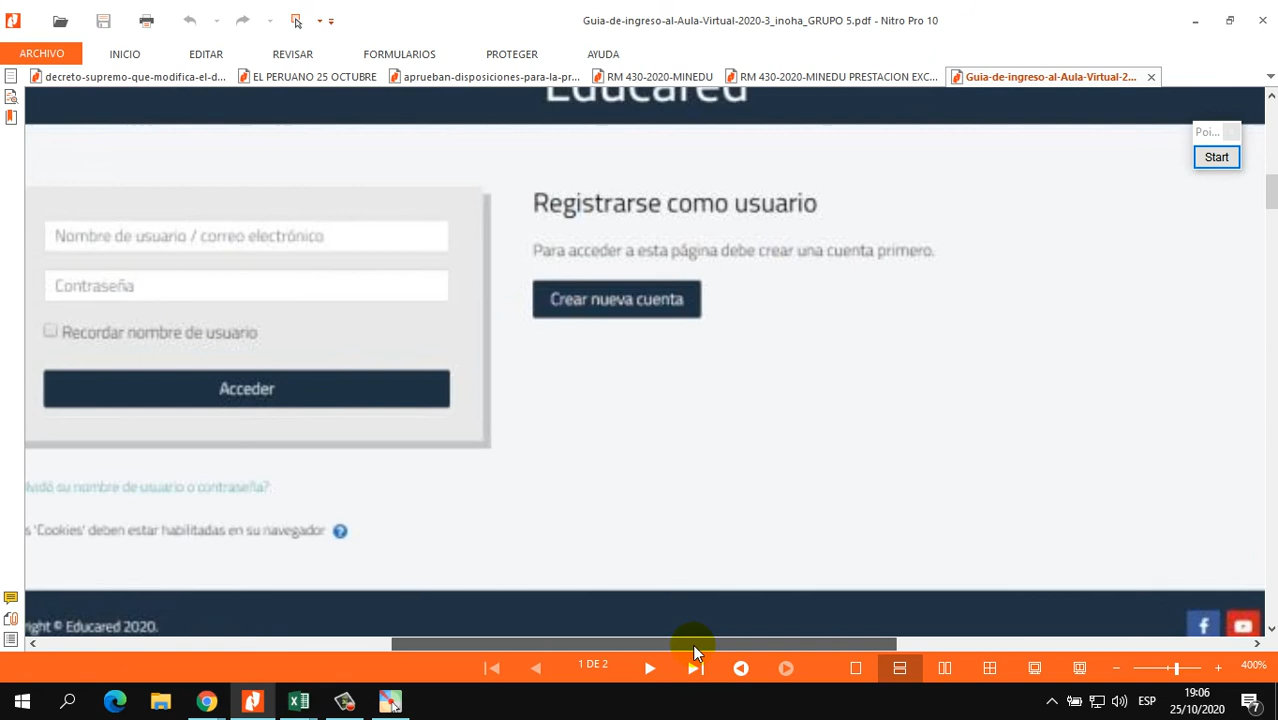 Guia-de-ingreso-al-Aula-Virtual-2020-3_inoha_GRUPO 5.pdf - Nitro Pro 10
ARCHIVO INICIO EDITAR REVISAR FORMULARIOS PROTEGER AYUDA
decreto-supremo-que-modifica-el-d... EL PERUANO 25 OCTUBRE aprueban-disposiciones-para-la-pr... RM 430-2020-MINEDU RM 430-2020-MINEDU PRESTACION EXC... Guia-de-ingreso-al-Aula-Virtual-2...
Educared
Poi...
Start
Registrarse como usuario
Nombre de usuario / correo electrónico
Para acceder a esta página debe crear una cuenta primero.
Contraseña
Crear nueva cuenta
Recordar nombre de usuario
Acceder
lvidó su nombre de usuario o contraseña?
s 'Cookies' deben estar habilitadas en su navegador
right © Educared 2020.
1 DE 2
400%
ESP
19:06
25/10/2020
7